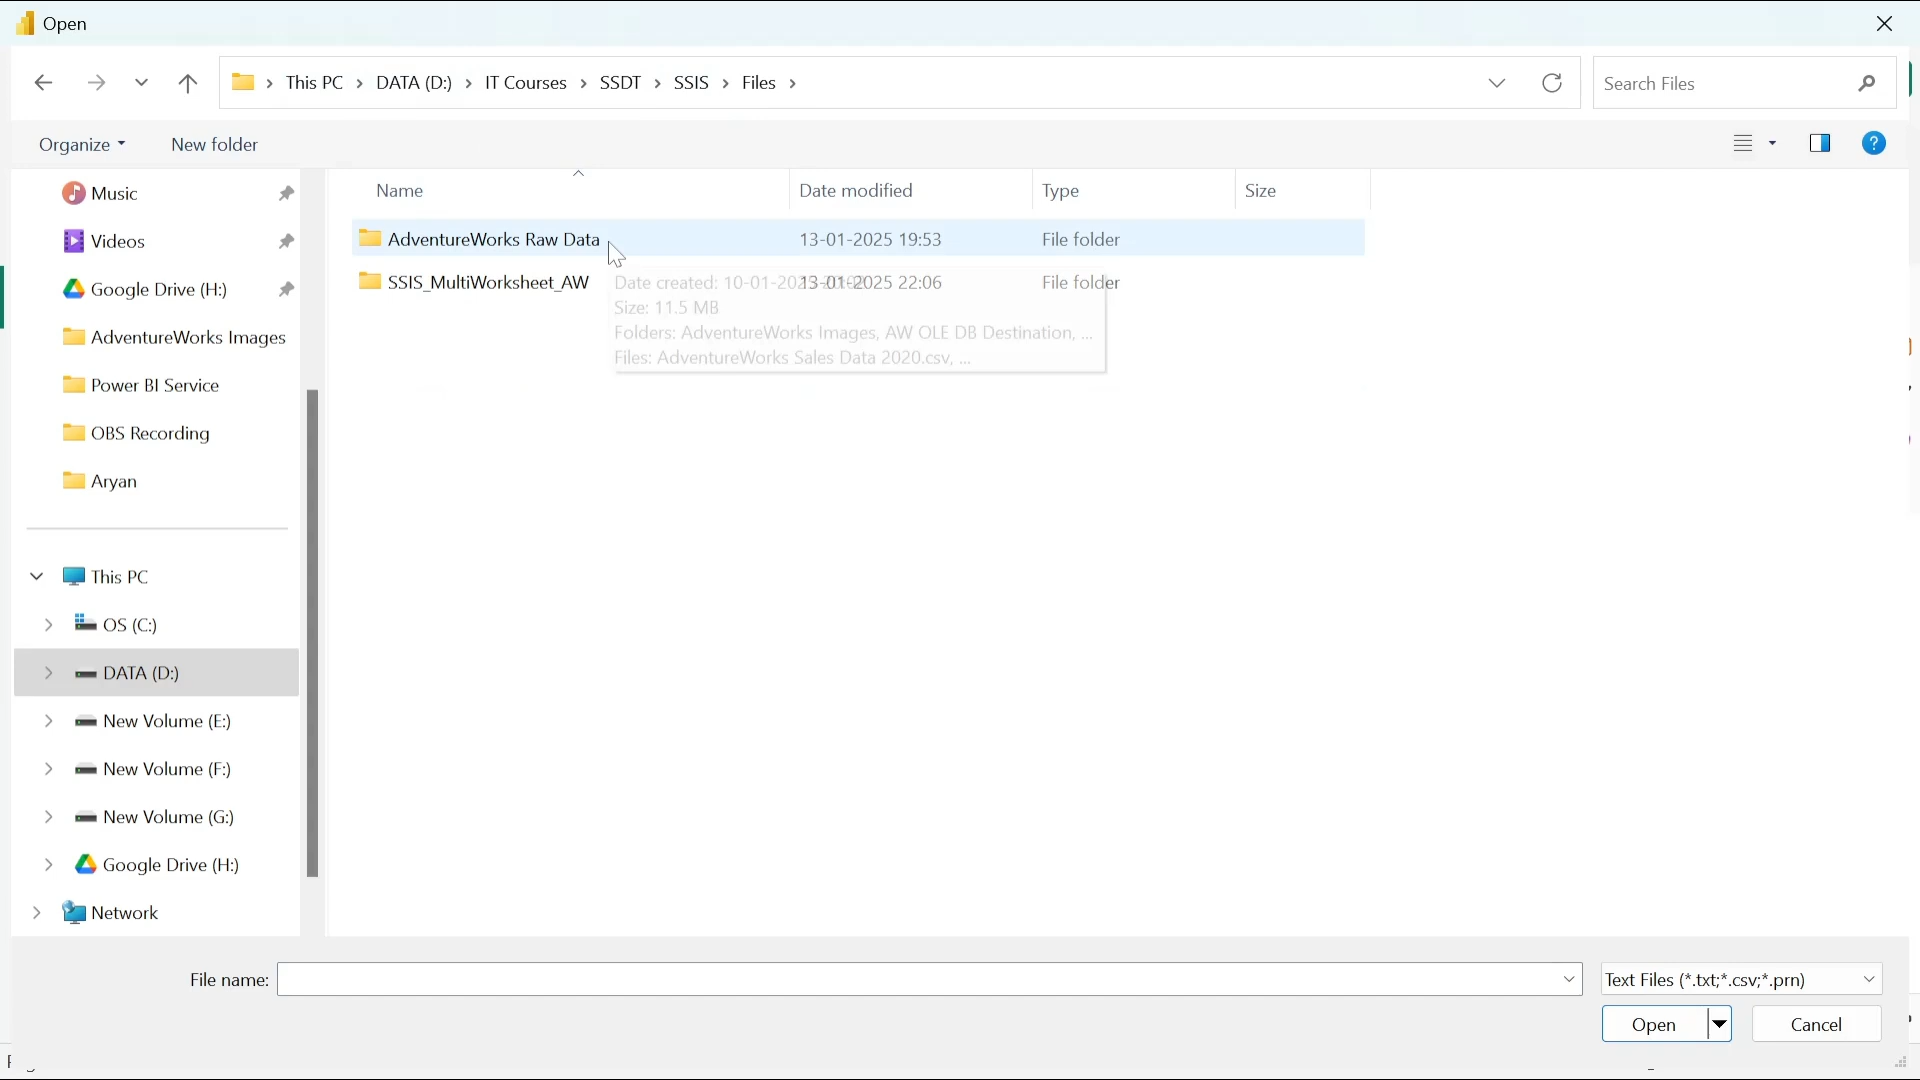 Open
This PC > DATA (D:) > IT Courses > SSDT > SSIS > Files >
Search Files
Organize
New folder
Name
Date modified
Type
Size
Music
Videos
Google Drive (H:)
AdventureWorks Images
Power BI Service
OBS Recording
Aryan
This PC
OS (C:)
DATA (D:)
New Volume (E:)
New Volume (F:)
New Volume (G:)
Google Drive (H:)
Network
AdventureWorks Raw Data 13-01-2025 19:53 File folder
SSIS_MultiWorksheet_AW 13-01-2025 22:06 File folder
Date created: 10-01-
Size: 11.5 MB
Folders: AdventureWorks Images, AW OLE DB Destination, ...
Files: AdventureWorks Sales Data 2020.csv, ...
File name:
Text Files (*.txt;*.csv;*.prn)
Open
Cancel